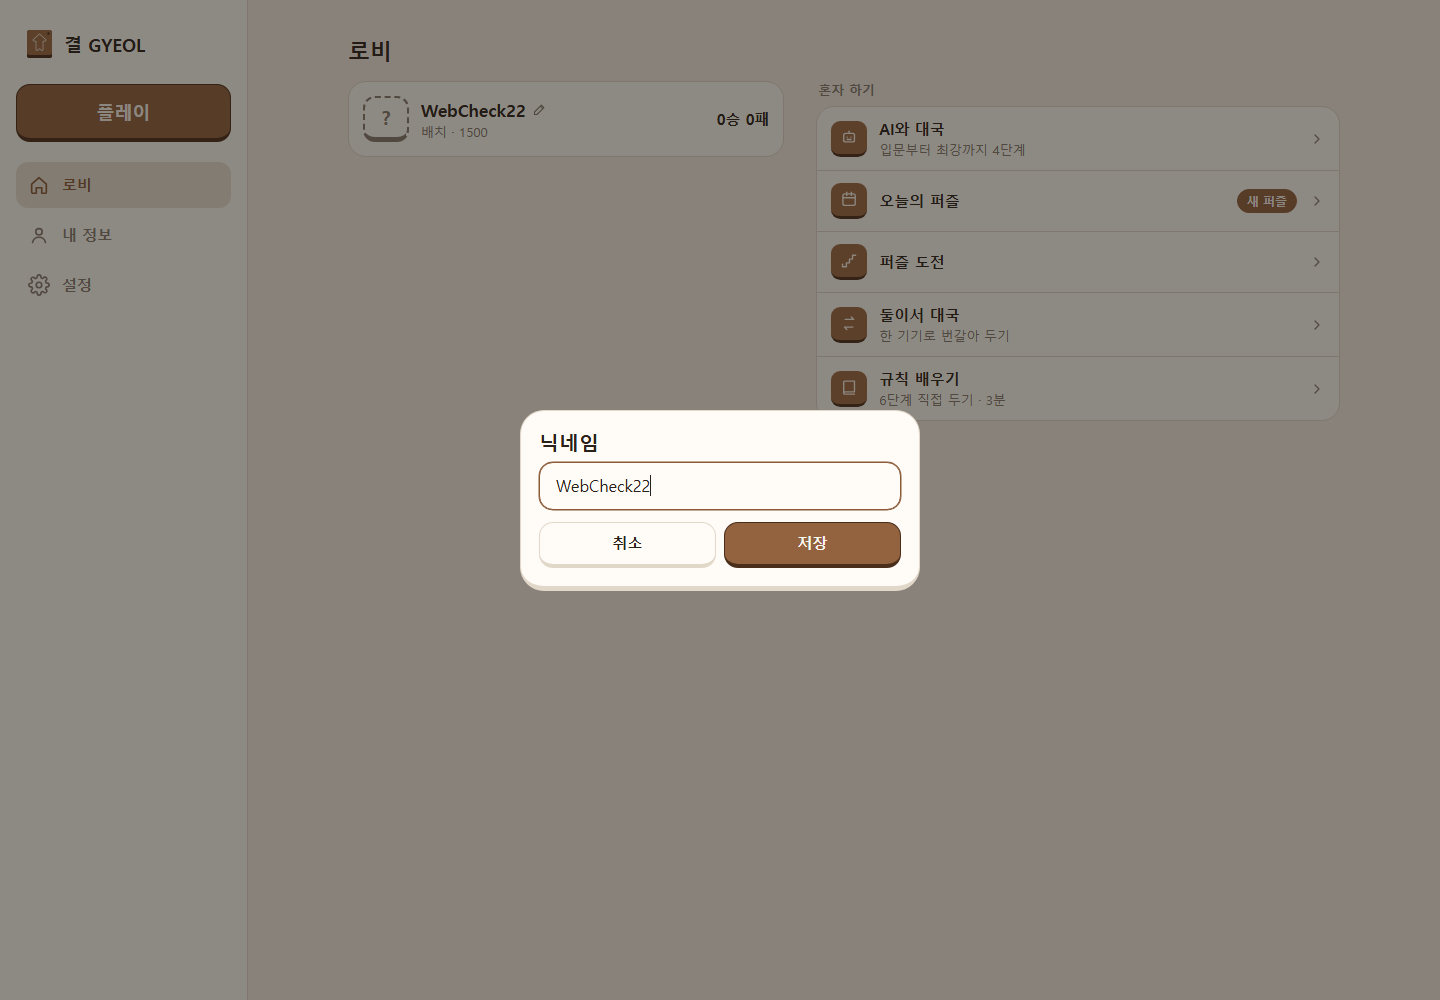 결 GYEOL
플레이
로비
내 정보
설정
로비
?
WebCheck22
배치 · 1500
0승 0패
혼자 하기
AI와 대국
입문부터 최강까지 4단계
오늘의 퍼즐
새 퍼즐
퍼즐 도전
둘이서 대국
한 기기로 번갈아 두기
규칙 배우기
6단계 직접 두기 · 3분
닉네임
WebCheck22
취소
저장